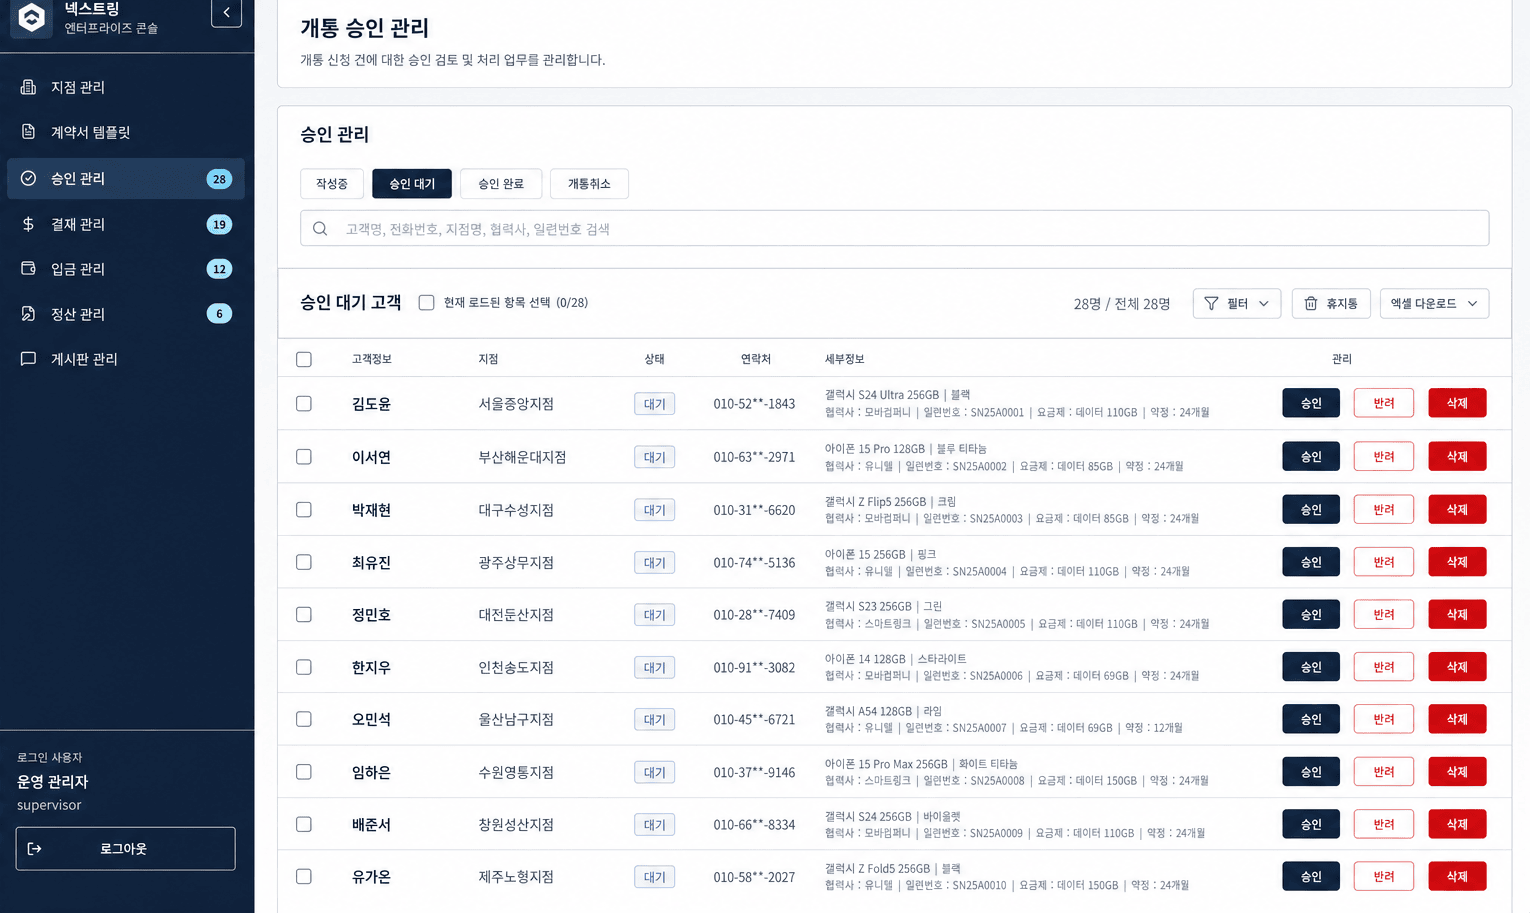 넥스트링
엔터프라이즈 콘솔
지점 관리
계약서 템플릿
승인 관리 28
결재 관리 19
입금 관리 12
정산 관리 6
게시판 관리
로그인 사용자
운영 관리자
supervisor
로그아웃
개통 승인 관리
개통 신청 건에 대한 승인 검토 및 처리 업무를 관리합니다.
승인 관리
작성중 승인 대기 승인 완료 개통취소
고객명, 전화번호, 지점명, 협력사, 일련번호 검색
승인 대기 고객 현재 로드된 항목 선택 (0/28) 28명 / 전체 28명 필터 휴지통 엑셀 다운로드
고객정보 지점 상태 연락처 세부정보 관리
김도윤 서울중앙지점 대기 010-52**-1843 갤럭시 S24 Ultra 256GB | 블랙 승인 반려 삭제
협력사 : 모바컴퍼니 | 일련번호 : SN25A0001 | 요금제 : 데이터 110GB | 약정 : 24개월
이서연 부산해운대지점 대기 010-63**-2971 아이폰 15 Pro 128GB | 블루 티타늄 승인 반려 삭제
협력사 : 유니텔 | 일련번호 : SN25A0002 | 요금제 : 데이터 85GB | 약정 : 24개월
박재현 대구수성지점 대기 010-31**-6620 갤럭시 Z Flip5 256GB | 크림 승인 반려 삭제
협력사 : 모바컴퍼니 | 일련번호 : SN25A0003 | 요금제 : 데이터 85GB | 약정 : 24개월
최유진 광주상무지점 대기 010-74**-5136 아이폰 15 256GB | 핑크 승인 반려 삭제
협력사 : 유니텔 | 일련번호 : SN25A0004 | 요금제 : 데이터 110GB | 약정 : 24개월
정민호 대전둔산지점 대기 010-28**-7409 갤럭시 S23 256GB | 그린 승인 반려 삭제
협력사 : 스마트링크 | 일련번호 : SN25A0005 | 요금제 : 데이터 110GB | 약정 : 24개월
한지우 인천송도지점 대기 010-91**-3082 아이폰 14 128GB | 스타라이트 승인 반려 삭제
협력사 : 모바컴퍼니 | 일련번호 : SN25A0006 | 요금제 : 데이터 69GB | 약정 : 24개월
오민석 울산남구지점 대기 010-45**-6721 갤럭시 A54 128GB | 라임 승인 반려 삭제
협력사 : 유니텔 | 일련번호 : SN25A0007 | 요금제 : 데이터 69GB | 약정 : 12개월
임하은 수원영통지점 대기 010-37**-9146 아이폰 15 Pro Max 256GB | 화이트 티타늄 승인 반려 삭제
협력사 : 스마트링크 | 일련번호 : SN25A0008 | 요금제 : 데이터 150GB | 약정 : 24개월
배준서 창원성산지점 대기 010-66**-8334 갤럭시 S24 256GB | 바이올렛 승인 반려 삭제
협력사 : 모바컴퍼니 | 일련번호 : SN25A0009 | 요금제 : 데이터 110GB | 약정 : 24개월
유가온 제주노형지점 대기 010-58**-2027 갤럭시 Z Fold5 256GB | 블랙 승인 반려 삭제
협력사 : 유니텔 | 일련번호 : SN25A0010 | 요금제 : 데이터 150GB | 약정 : 24개월